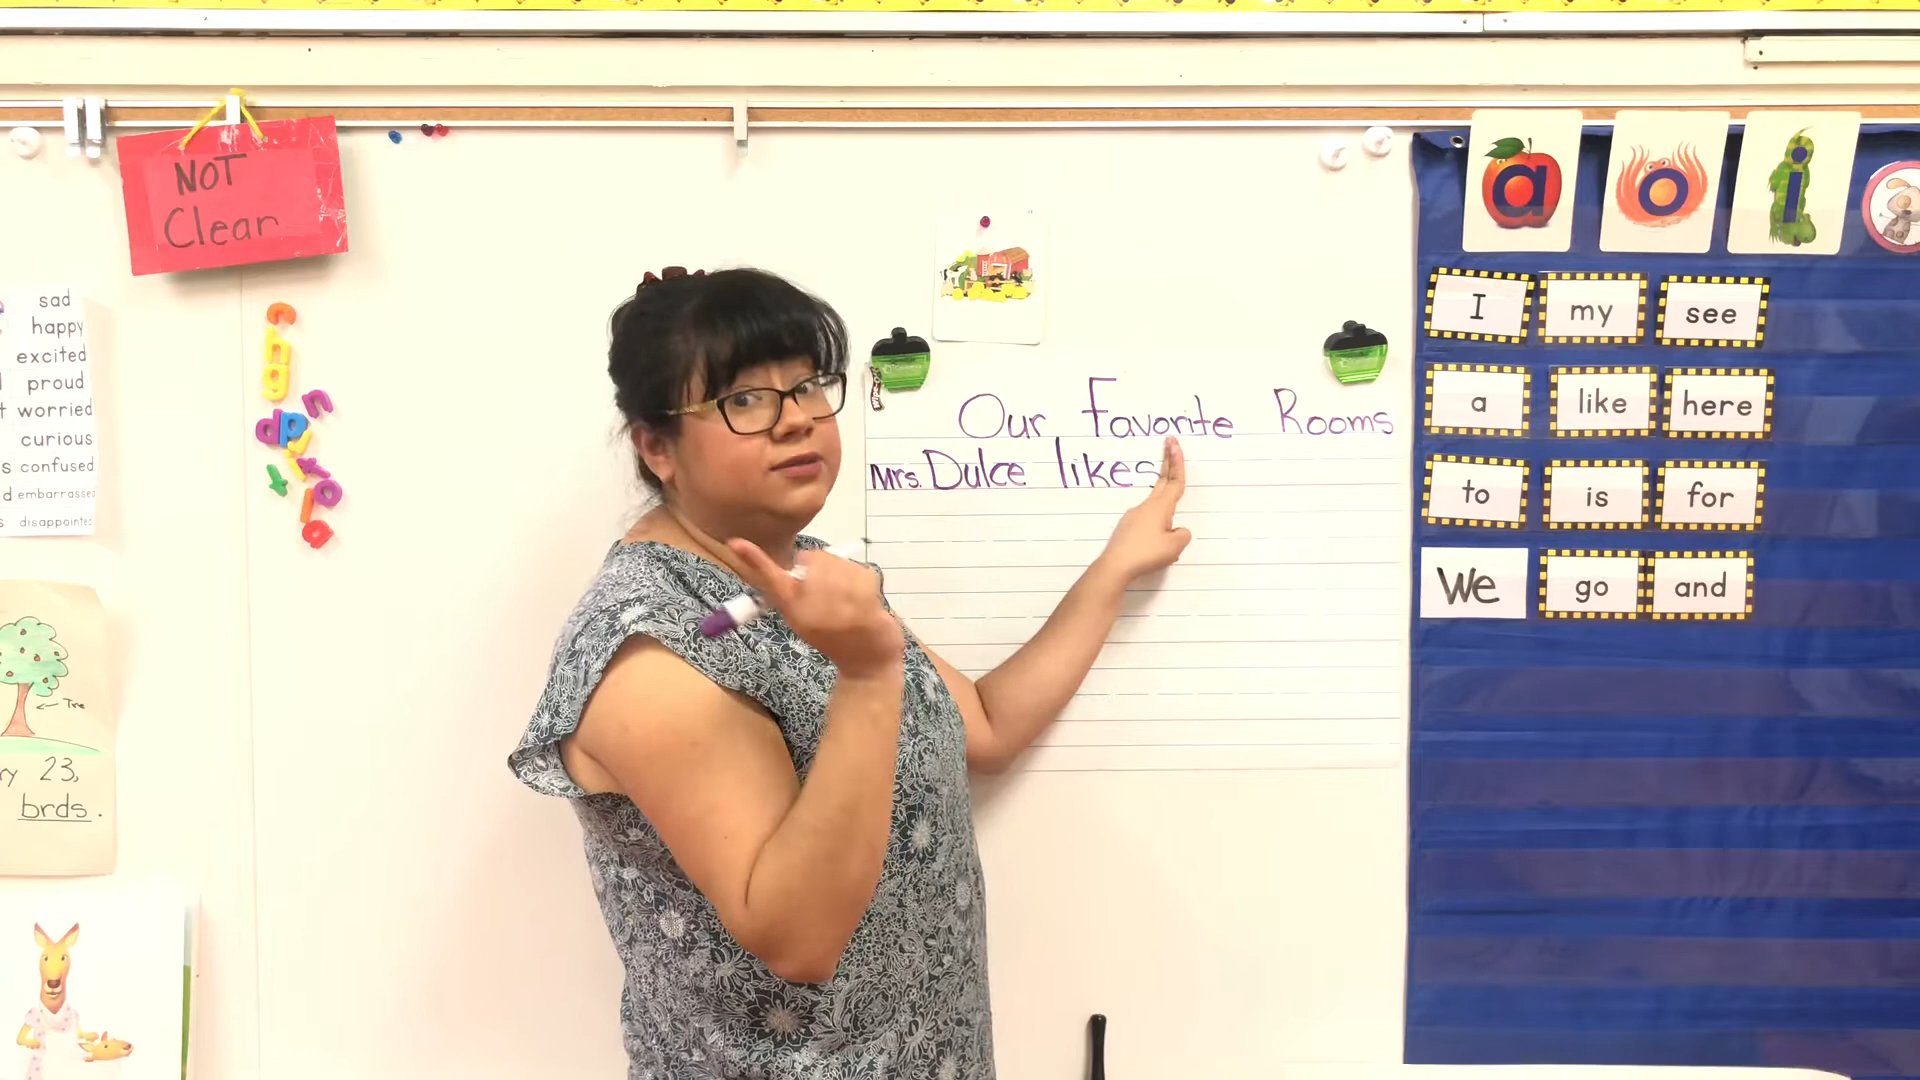 NOT
Clear
sad
happy
excited
proud
worried
curious
confused
embarrassed
disappointed
Tre
23,
brds.
c
h
g
n
d
p
o
a
Our Favorite Rooms
Mrs. Dulce likes
a o i
I my see
a like here
to is for
We go and